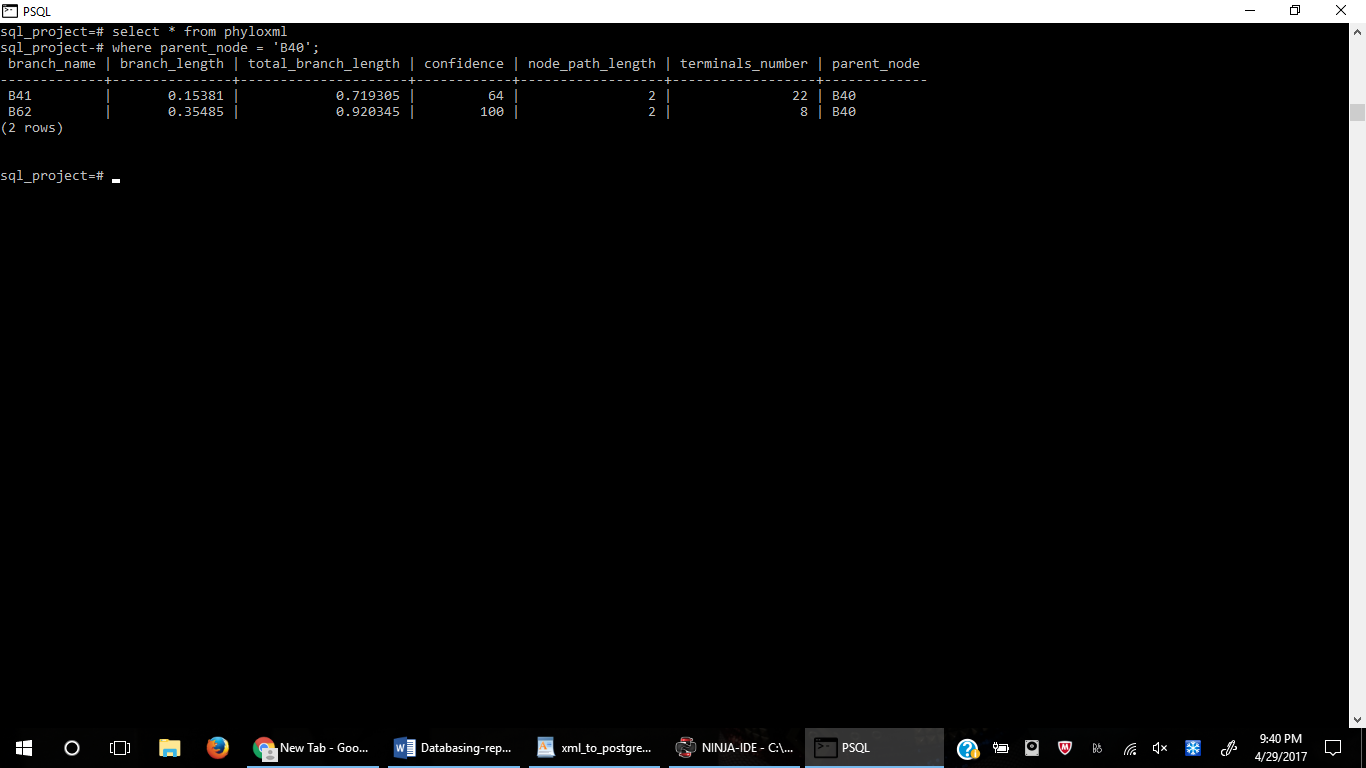 PSQL
sql_project=# select * from phyloxml
sql_project-# where parent_node = 'B40';
 branch_name | branch_length | total_branch_length | confidence | node_path_length | terminals_number | parent_node
-------------+---------------+---------------------+------------+------------------+------------------+-------------
 B41         |       0.15381 |            0.719305 |         64 |                2 |               22 | B40
 B62         |       0.35485 |            0.920345 |        100 |                2 |                8 | B40
(2 rows)
sql_project=#
New Tab - Goo... Databasing-rep... xml_to_postgre... NINJA-IDE - C:\... PSQL
9:40 PM
4/29/2017